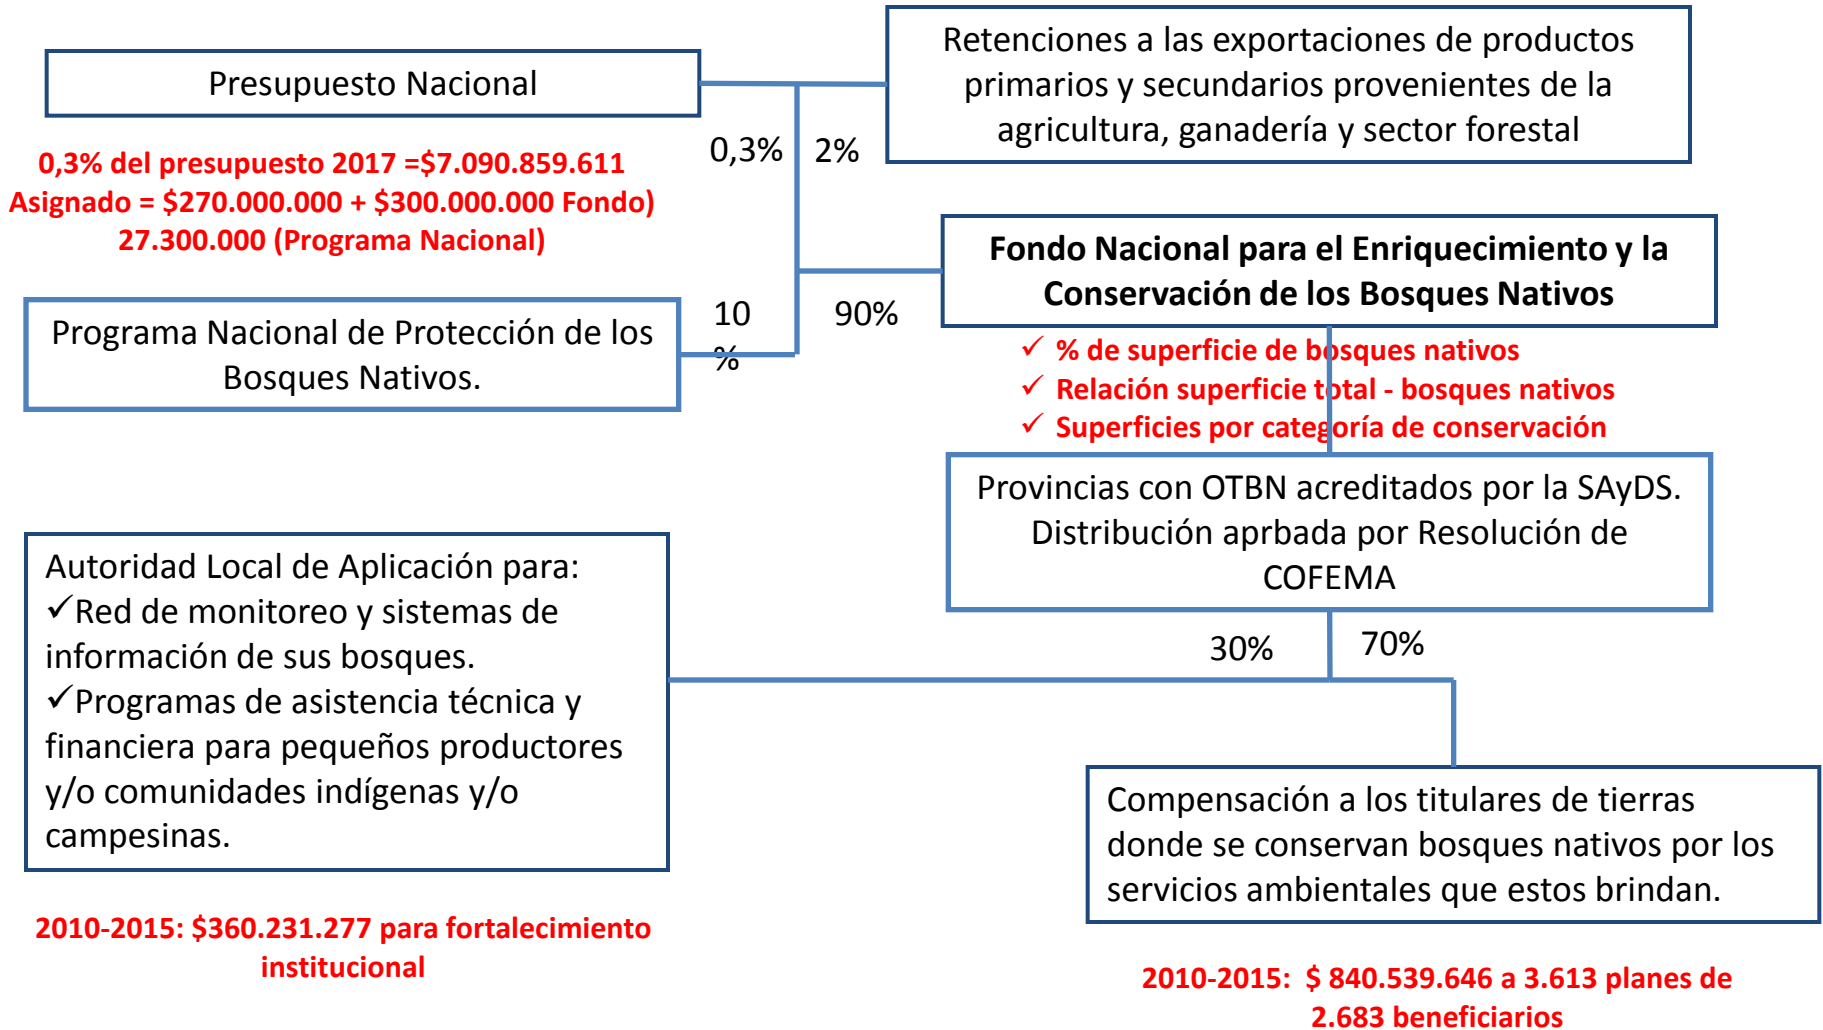 Presupuesto Nacional
Retenciones a las exportaciones de productos
primarios y secundarios provenientes de la
agricultura, ganadería y sector forestal
0,3%
2%
0,3% del presupuesto 2017 =$7.090.859.611
Asignado = $270.000.000 + $300.000.000 Fondo)
27.300.000 (Programa Nacional)
Fondo Nacional para el Enriquecimiento y la
Conservación de los Bosques Nativos
10
%
90%
Programa Nacional de Protección de los
Bosques Nativos.
✓ % de superficie de bosques nativos
✓ Relación superficie total - bosques nativos
✓ Superficies por categoría de conservación
Provincias con OTBN acreditados por la SAyDS.
Distribución aprbada por Resolución de
COFEMA
30%
70%
Autoridad Local de Aplicación para:
✓Red de monitoreo y sistemas de
información de sus bosques.
✓Programas de asistencia técnica y
financiera para pequeños productores
y/o comunidades indígenas y/o
campesinas.
2010-2015: $360.231.277 para fortalecimiento
institucional
Compensación a los titulares de tierras
donde se conservan bosques nativos por los
servicios ambientales que estos brindan.
2010-2015: $ 840.539.646 a 3.613 planes de
2.683 beneficiarios